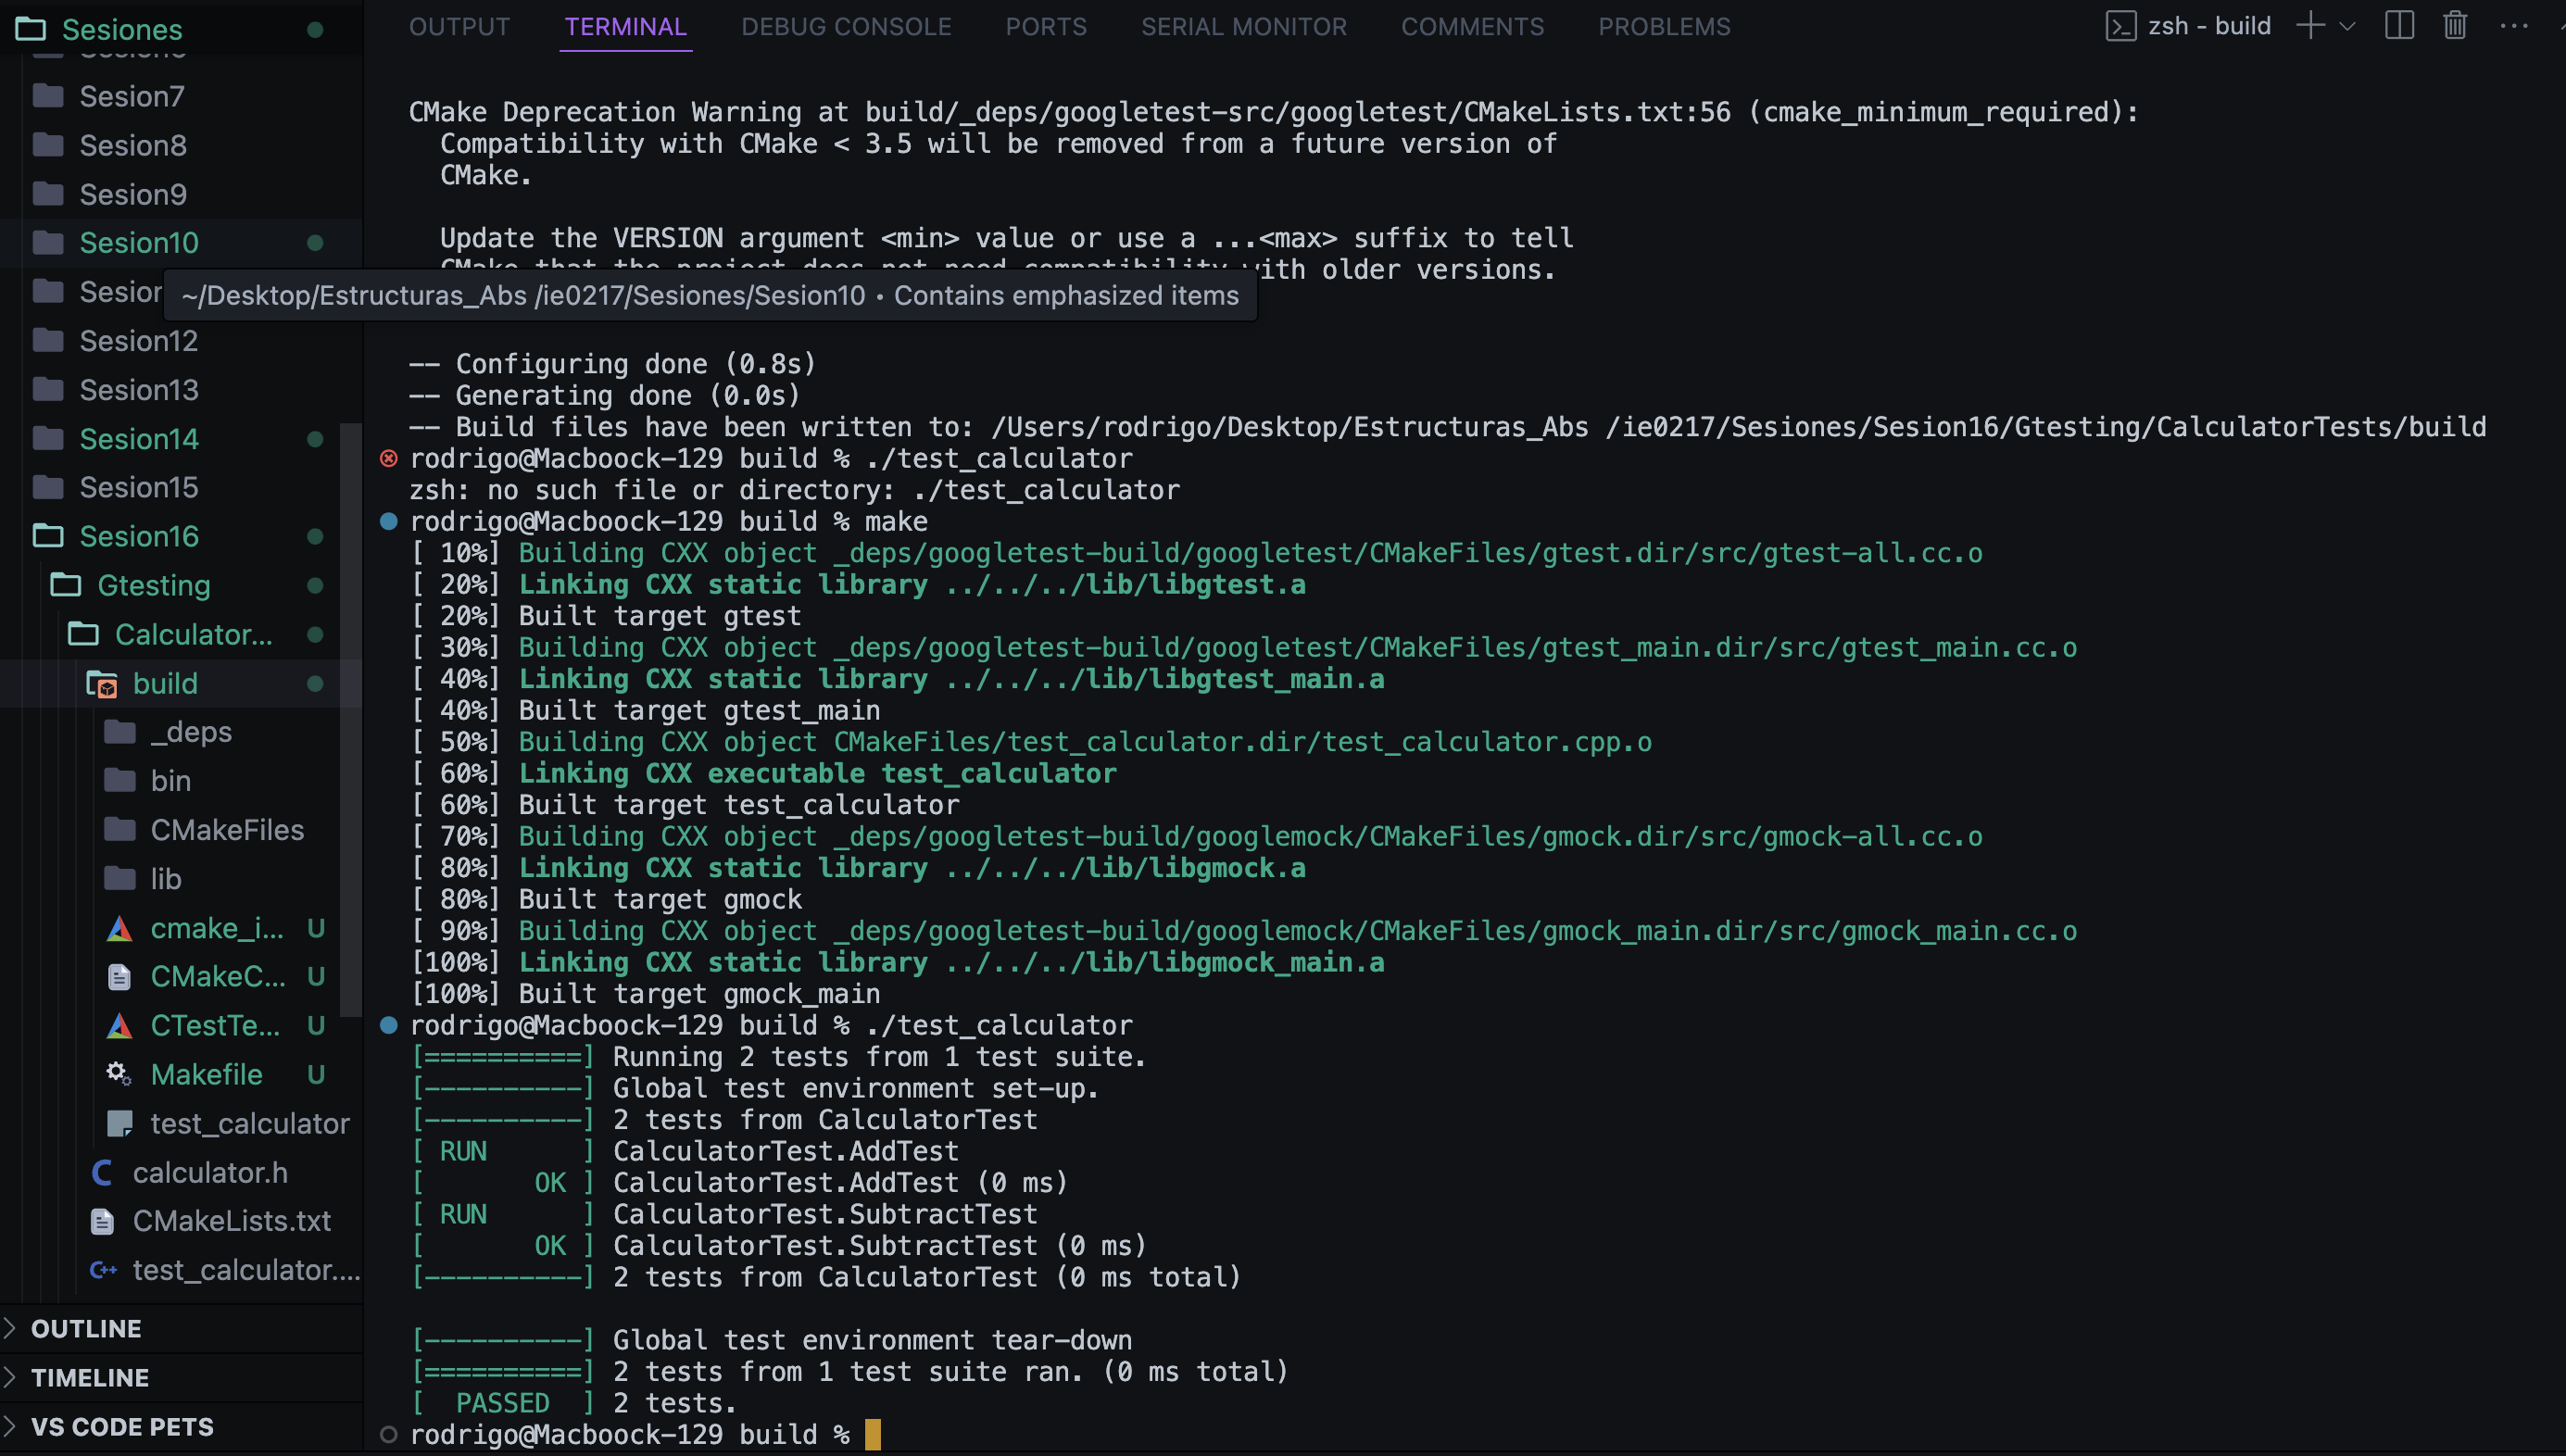 Sesiones
Sesion7
Sesion8
Sesion9
Sesion10
Sesion12
Sesion13
Sesion14
Sesion15
Sesion16
Gtesting
Calculator...
build
_deps
bin
CMakeFiles
lib
cmake_i... U
CMakeC... U
CTestTe... U
Makefile U
test_calculator
calculator.h
CMakeLists.txt
test_calculator....
OUTLINE
TIMELINE
VS CODE PETS
OUTPUT TERMINAL DEBUG CONSOLE PORTS SERIAL MONITOR COMMENTS PROBLEMS
zsh - build
CMake Deprecation Warning at build/_deps/googletest-src/googletest/CMakeLists.txt:56 (cmake_minimum_required):
Compatibility with CMake < 3.5 will be removed from a future version of
CMake.
Update the VERSION argument <min> value or use a ...<max> suffix to tell
CMake that the project does not need compatibility with older versions.
~/Desktop/Estructuras_Abs /ie0217/Sesiones/Sesion10 • Contains emphasized items
-- Configuring done (0.8s)
-- Generating done (0.0s)
-- Build files have been written to: /Users/rodrigo/Desktop/Estructuras_Abs /ie0217/Sesiones/Sesion16/Gtesting/CalculatorTests/build
rodrigo@Macboock-129 build % ./test_calculator
zsh: no such file or directory: ./test_calculator
rodrigo@Macboock-129 build % make
[ 10%] Building CXX object _deps/googletest-build/googletest/CMakeFiles/gtest.dir/src/gtest-all.cc.o
[ 20%] Linking CXX static library ../../../lib/libgtest.a
[ 20%] Built target gtest
[ 30%] Building CXX object _deps/googletest-build/googletest/CMakeFiles/gtest_main.dir/src/gtest_main.cc.o
[ 40%] Linking CXX static library ../../../lib/libgtest_main.a
[ 40%] Built target gtest_main
[ 50%] Building CXX object CMakeFiles/test_calculator.dir/test_calculator.cpp.o
[ 60%] Linking CXX executable test_calculator
[ 60%] Built target test_calculator
[ 70%] Building CXX object _deps/googletest-build/googlemock/CMakeFiles/gmock.dir/src/gmock-all.cc.o
[ 80%] Linking CXX static library ../../../lib/libgmock.a
[ 80%] Built target gmock
[ 90%] Building CXX object _deps/googletest-build/googlemock/CMakeFiles/gmock_main.dir/src/gmock_main.cc.o
[100%] Linking CXX static library ../../../lib/libgmock_main.a
[100%] Built target gmock_main
rodrigo@Macboock-129 build % ./test_calculator
[==========] Running 2 tests from 1 test suite.
[----------] Global test environment set-up.
[----------] 2 tests from CalculatorTest
[ RUN      ] CalculatorTest.AddTest
[       OK ] CalculatorTest.AddTest (0 ms)
[ RUN      ] CalculatorTest.SubtractTest
[       OK ] CalculatorTest.SubtractTest (0 ms)
[----------] 2 tests from CalculatorTest (0 ms total)
[----------] Global test environment tear-down
[==========] 2 tests from 1 test suite ran. (0 ms total)
[  PASSED  ] 2 tests.
rodrigo@Macboock-129 build %